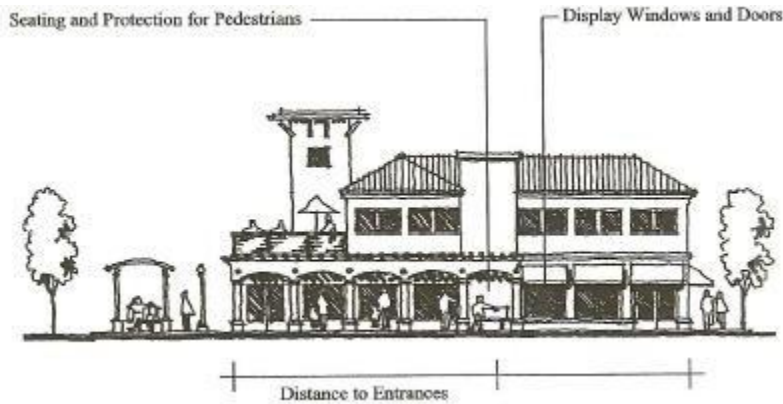 Seating and Protection for Pedestrians
Display Windows and Doors
Distance to Entrances